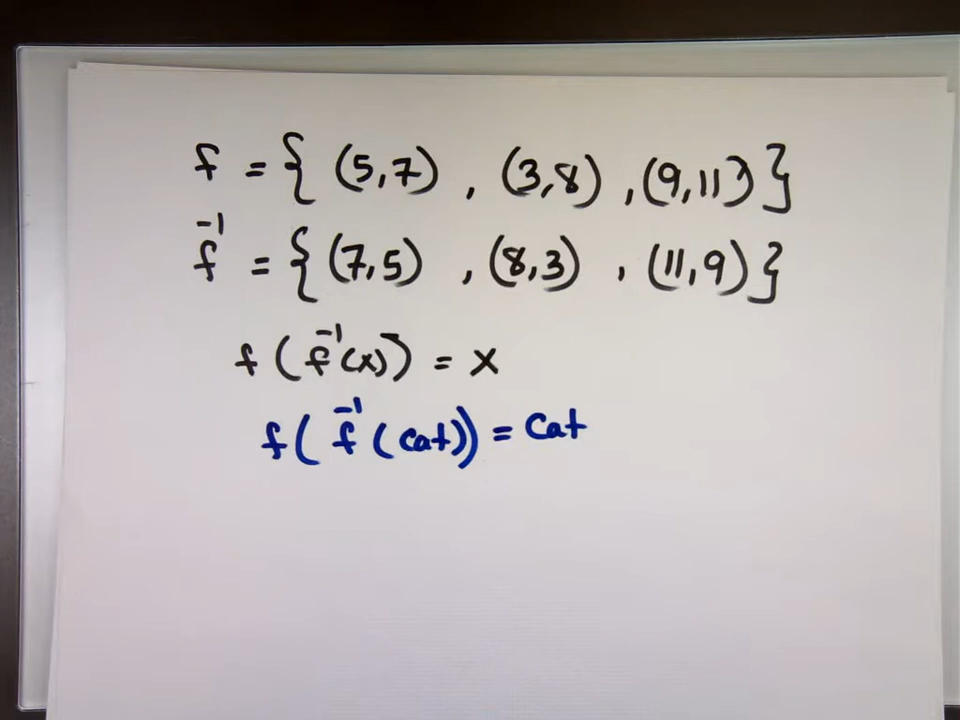 f = { (5,7) , (3,8) , (9,11) }
f⁻¹ = { (7,5) , (8,3) , (11,9) }
f ( f⁻¹(x) ) = x
f ( f⁻¹ ( cat ) ) = cat